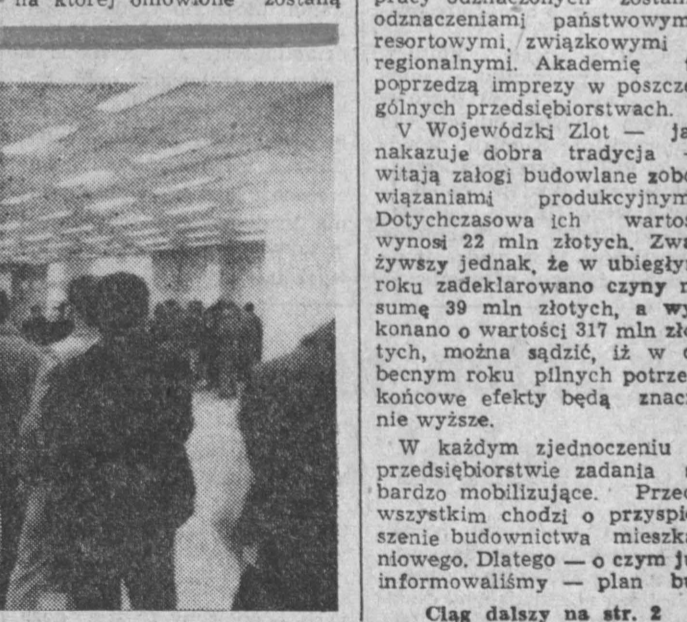 na której omówione zostaną
pracy odznaczonych
odznaczeniami państwowym
resortowymi, związkowymi
regionalnymi. Akademię
poprzedzą imprezy w poszcze
gólnych przedsiębiorstwach.
V Wojewódzki Zlot — ja
nakazuje dobra tradycja -
witają załogi budowlane zobo
wiązaniami produkcyjnym
Dotychczasowa ich wartoś
wynosi 22 mln złotych. Zwa
żywszy jednak, że w ubiegły
roku zadeklarowano czyny n
sumę 39 mln złotych, a wy
konano o wartości 317 mln zło
tych, można sądzić, iż w o
becnym roku pilnych potrze
końcowe efekty będą znacz
nie wyższe.
W każdym zjednoczeniu
przedsiębiorstwie zadania
bardzo mobilizujące. Przed
wszystkim chodzi o przyspie
szenie budownictwa mieszka
niowego. Dlatego — o czym ju
informowaliśmy — plan bu
Ciąg dalszy na str. 2